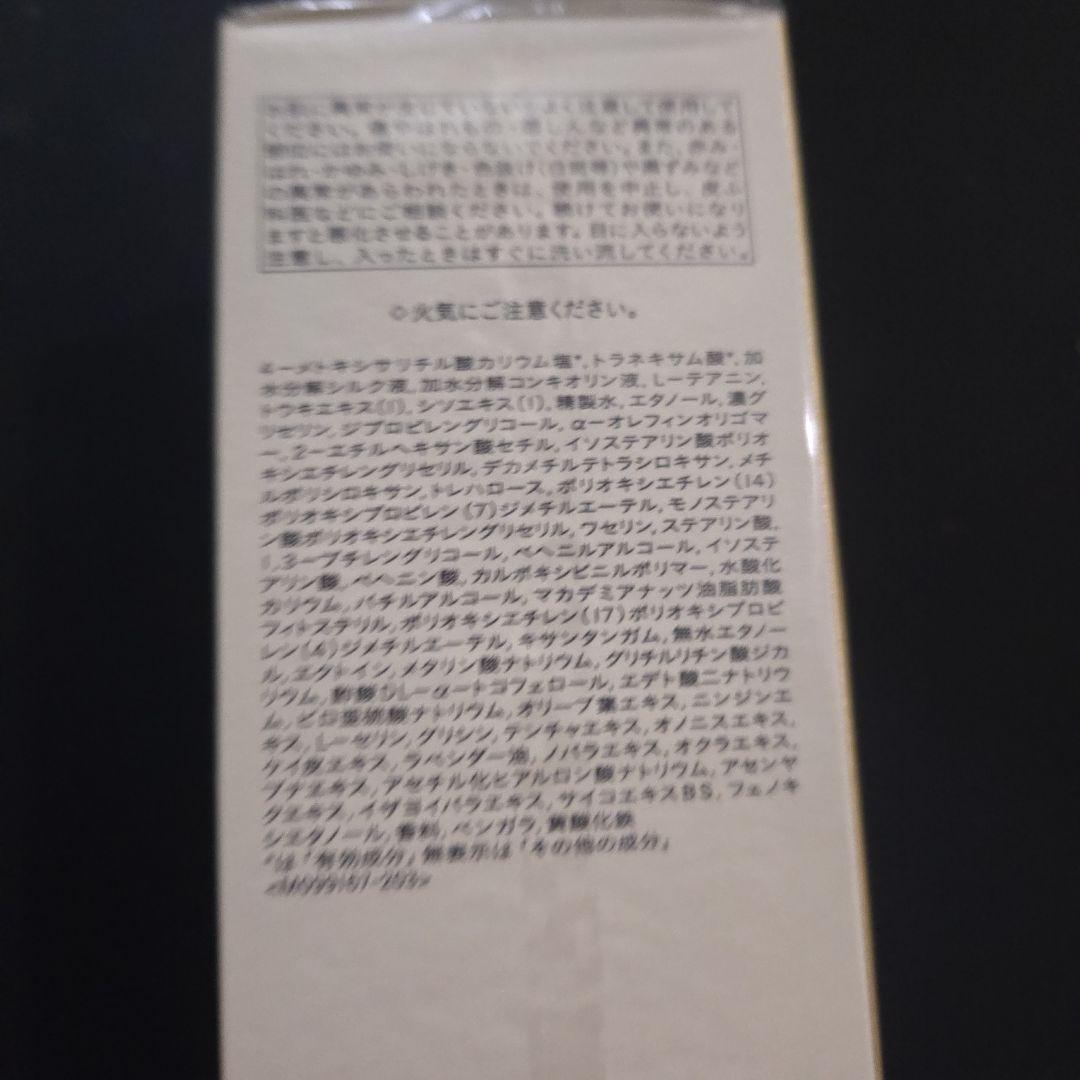 お肌に異常が生じていないかよく注意して使用して
ください。傷やはれもの・湿しんなど異常のある
部位にはお使いにならないでください。また、赤み・
はれ・かゆみ・しげき・色抜け(白斑等)や黒ずみなど
の異常があらわれたときは、使用を中止し、皮ふ
科医などにご相談ください。続けてお使いになり
ますと悪化させることがあります。目に入らないよう
注意し、入ったときはすぐに洗い流してください。
◇火気にご注意ください。
4-メトキシサリチル酸カリウム塩*,トラネキサム酸*,加
水分解シルク液,加水分解コンキオリン液,L-テアニン,
トウキエキス(1),シソエキス(1),精製水,エタノール,濃グ
リセリン,ジプロピレングリコール,α-オレフィンオリゴマ
ー,2-エチルヘキサン酸セチル,イソステアリン酸ポリオ
キシエチレングリセリル,デカメチルテトラシロキサン,メチ
ルポリシロキサン,トレハロース,ポリオキシエチレン(14)
ポリオキシプロピレン(7)ジメチルエーテル,モノステアリ
ン酸ポリオキシエチレングリセリル,ワセリン,ステアリン酸,
1,3-ブチレングリコール,ベヘニルアルコール,イソステ
アリン酸,ベヘニン酸,カルボキシビニルポリマー,水酸化
カリウム,バチルアルコール,マカデミアナッツ油脂肪酸
フィトステリル,ポリオキシエチレン(17)ポリオキシプロピ
レン(4)ジメチルエーテル,キサンタンガム,無水エタノー
ル,エクトイン,メタリン酸ナトリウム,グリチルリチン酸ジカ
リウム,酢酸DL-α-トコフェロール,エデト酸二ナトリウ
ム,ピロ亜硫酸ナトリウム,オリーブ葉エキス,ニンジンエ
キス,L-セリン,グリシン,テンチャエキス,オノニスエキス,
ケイ皮エキス,ラベンダー油,ノバラエキス,オクラエキス,
ブナエキス,アセチル化ヒアルロン酸ナトリウム,アセンヤ
クエキス,イザヨイバラエキス,サイコエキスBS,フェノキ
シエタノール,香料,ベンガラ,黄酸化鉄
*は「有効成分」無表示は「その他の成分」